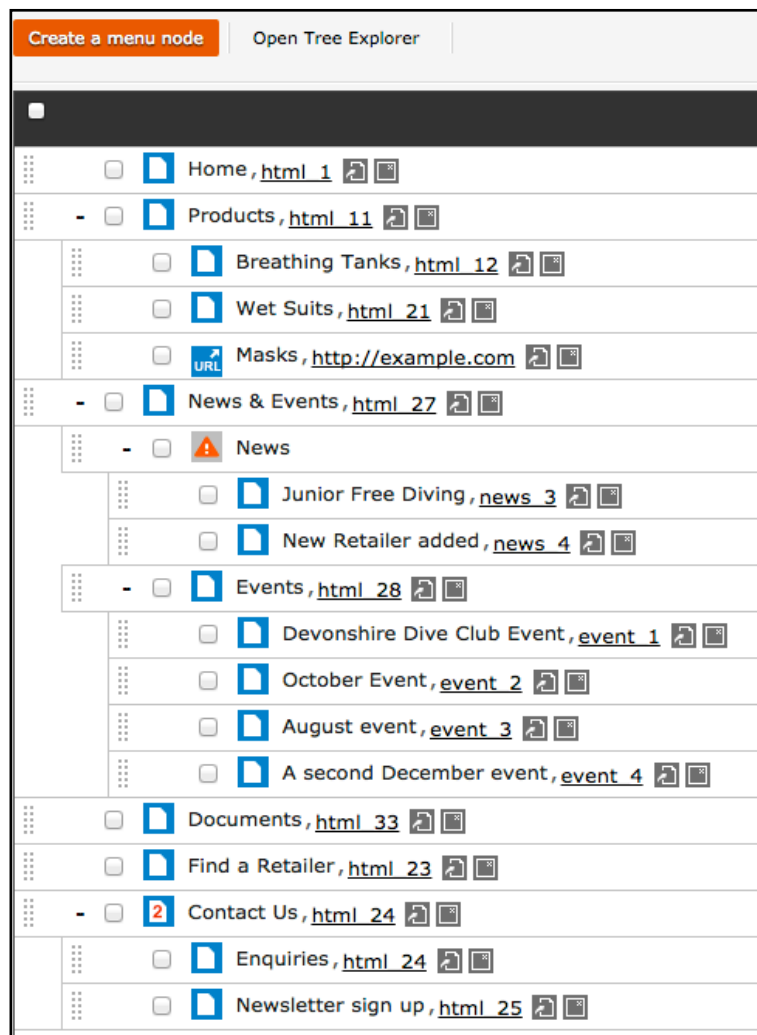 Create a menu node Open Tree Explorer
Home, html_1
- Products, html_11
Breathing Tanks, html_12
Wet Suits, html_21
URL Masks, http://example.com
- News & Events, html_27
- News
Junior Free Diving, news_3
New Retailer added, news_4
- Events, html_28
Devonshire Dive Club Event, event_1
October Event, event_2
August event, event_3
A second December event, event_4
Documents, html_33
Find a Retailer, html_23
- 2 Contact Us, html_24
Enquiries, html_24
Newsletter sign up, html_25